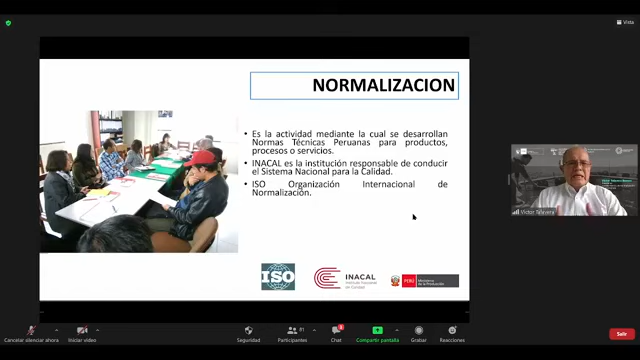 Vista
NORMALIZACION
• Es la actividad mediante la cual se desarrollan
Normas Técnicas Peruanas para productos,
procesos o servicios.
• INACAL es la institución responsable de conducir
el Sistema Nacional para la Calidad.
• ISO Organización Internacional de
Normalización.
ISO
INACAL
Instituto Nacional
de Calidad
PERÚ
Ministerio
de la Producción
Cancelar silenciar ahora
Iniciar video
Seguridad
Participantes
81
Chat
Compartir pantalla
Grabar
Reacciones
Salir